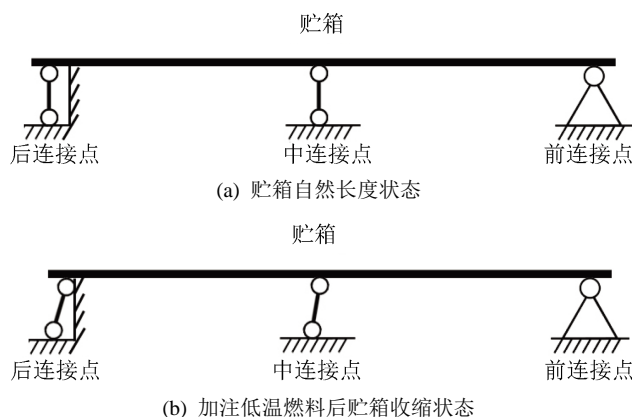 贮箱
后连接点 中连接点 前连接点
(a) 贮箱自然长度状态
贮箱
后连接点 中连接点 前连接点
(b) 加注低温燃料后贮箱收缩状态